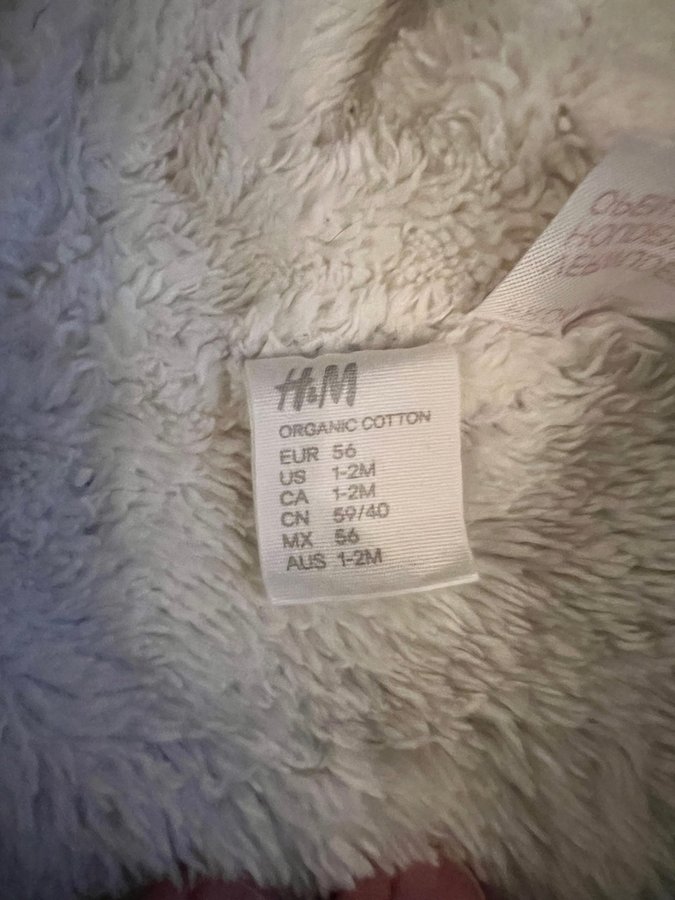 H&M
ORGANIC COTTON
EUR 56
US 1-2M
CA 1-2M
CN 59/40
MX 56
AUS 1-2M